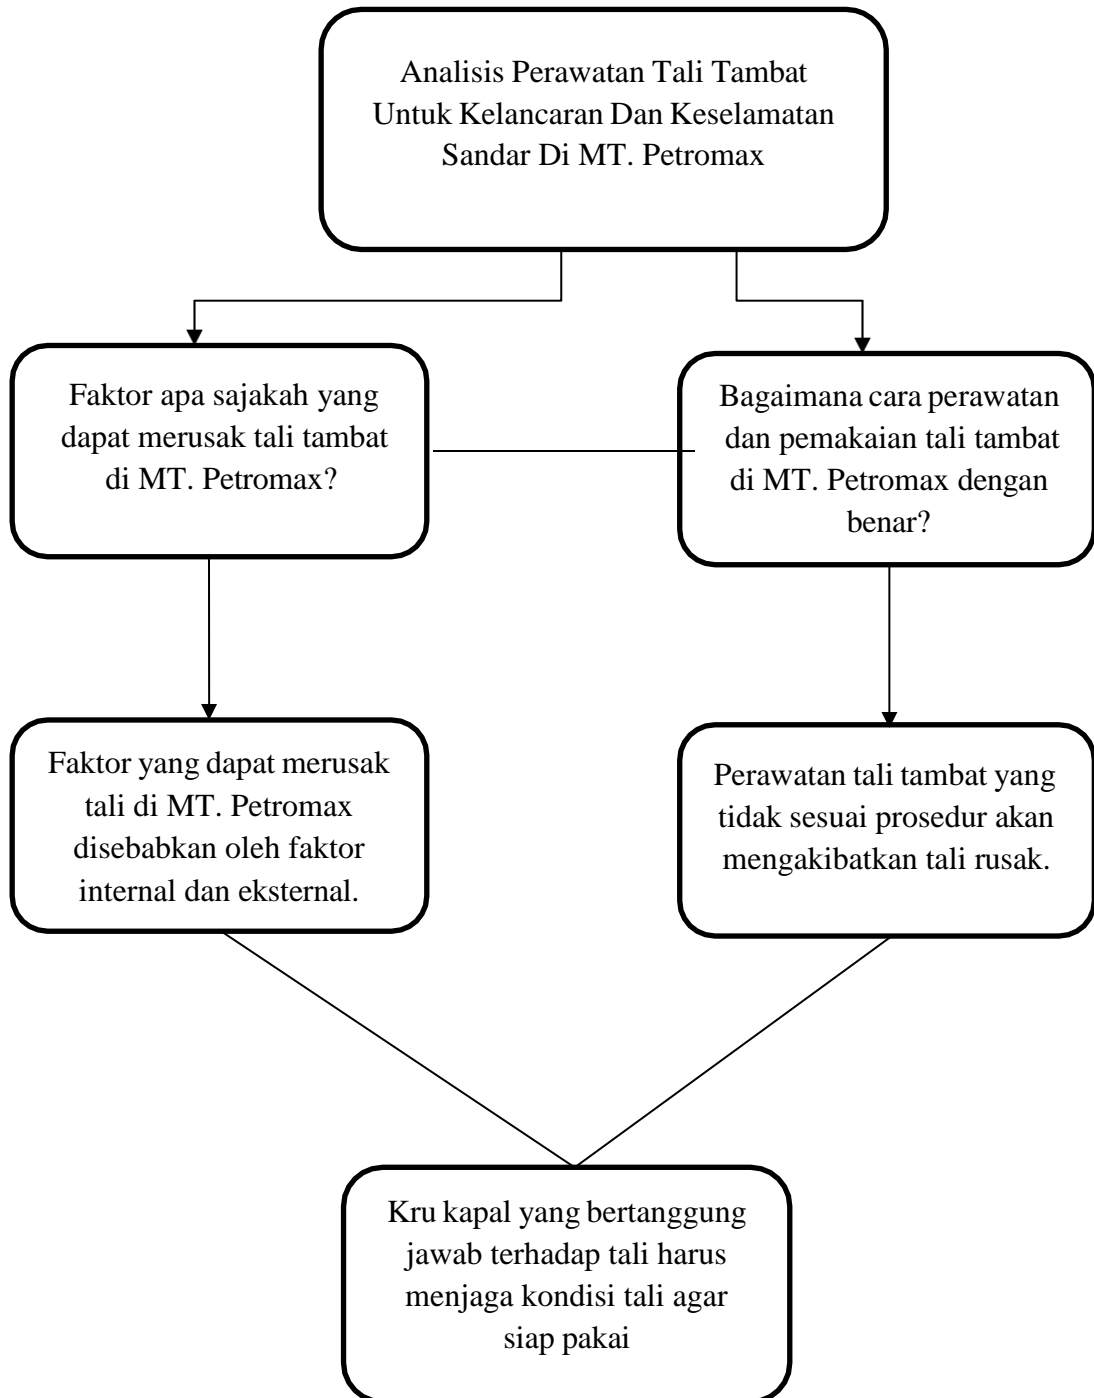 Analisis Perawatan Tali Tambat
Untuk Kelancaran Dan Keselamatan
Sandar Di MT. Petromax
Faktor apa sajakah yang
dapat merusak tali tambat
di MT. Petromax?
Bagaimana cara perawatan
dan pemakaian tali tambat
di MT. Petromax dengan
benar?
Faktor yang dapat merusak
tali di MT. Petromax
disebabkan oleh faktor
internal dan eksternal.
Perawatan tali tambat yang
tidak sesuai prosedur akan
mengakibatkan tali rusak.
Kru kapal yang bertanggung
jawab terhadap tali harus
menjaga kondisi tali agar
siap pakai